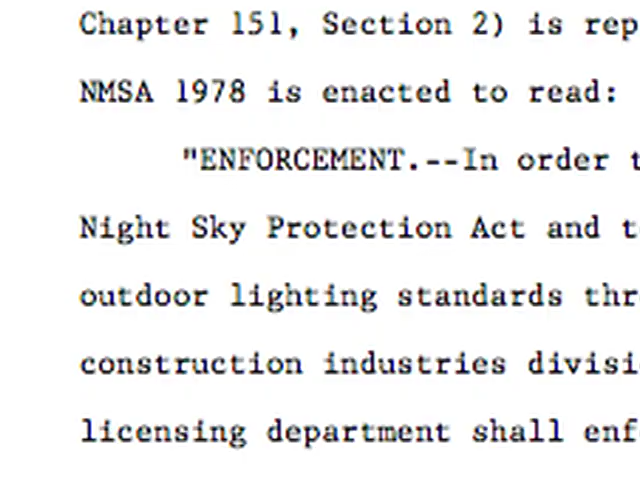 Chapter 151, Section 2) is rep
NMSA 1978 is enacted to read:
"ENFORCEMENT.--In order t
Night Sky Protection Act and t
outdoor lighting standards thr
construction industries divisi
licensing department shall enf